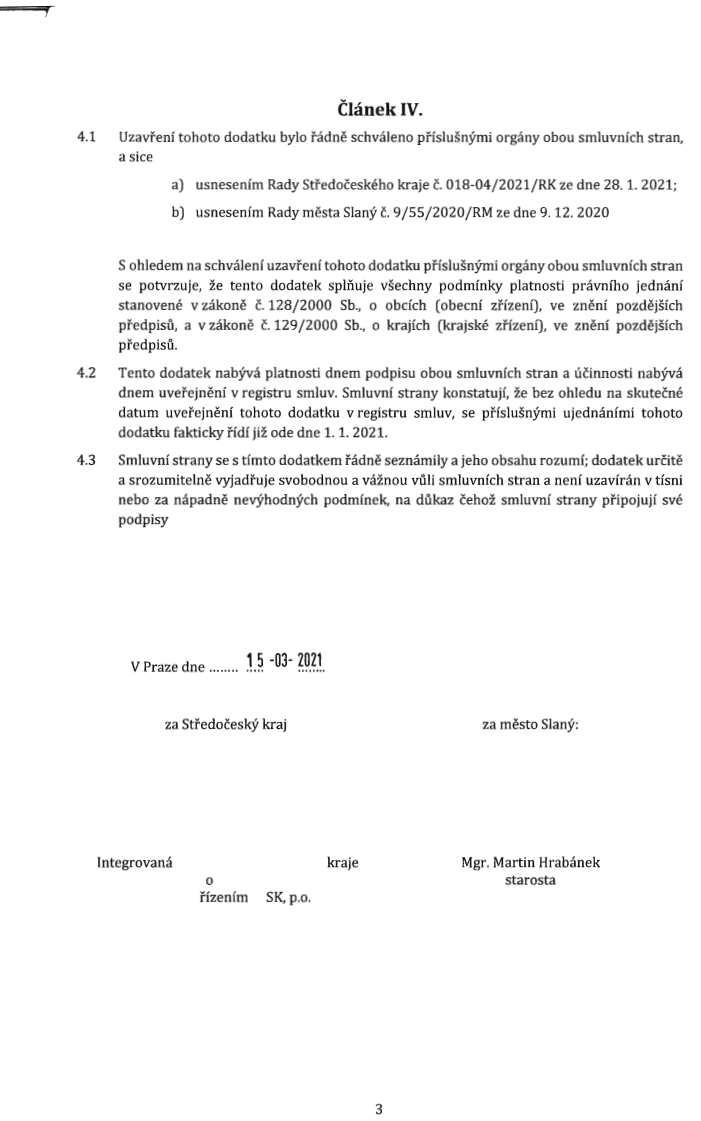 Článek IV.
4.1 Uzavření tohoto dodatku bylo řádně schváleno příslušnými orgány obou smluvních stran,
a sice
a) usnesením Rady Středočeského kraje č. 018-04/2021/RK ze dne 28. 1. 2021;
b) usnesením Rady města Slaný č. 9/55/2020/RM ze dne 9. 12. 2020
S ohledem na schválení uzavření tohoto dodatku příslušnými orgány obou smluvních stran
se potvrzuje, že tento dodatek splňuje všechny podmínky platnosti právního jednání
stanovené v zákoně č. 128/2000 Sb., o obcích (obecní zřízení), ve znění pozdějších
předpisů, a v zákoně č. 129/2000 Sb., o krajích (krajské zřízení), ve znění pozdějších
předpisů.
4.2 Tento dodatek nabývá platnosti dnem podpisu obou smluvních stran a účinnosti nabývá
dnem uveřejnění v registru smluv. Smluvní strany konstatují, že bez ohledu na skutečné
datum uveřejnění tohoto dodatku v registru smluv, se příslušnými ujednáními tohoto
dodatku fakticky řídí již ode dne 1. 1. 2021.
4.3 Smluvní strany se s tímto dodatkem řádně seznámily a jeho obsahu rozumí; dodatek určitě
a srozumitelně vyjadřuje svobodnou a vážnou vůli smluvních stran a není uzavírán v tísni
nebo za nápadně nevýhodných podmínek, na důkaz čehož smluvní strany připojují své
podpisy
V Praze dne ........ 15 -03- 2021
za Středočeský kraj za město Slaný:
Integrovaná kraje Mgr. Martin Hrabánek
o starosta
řízením SK, p.o.
3